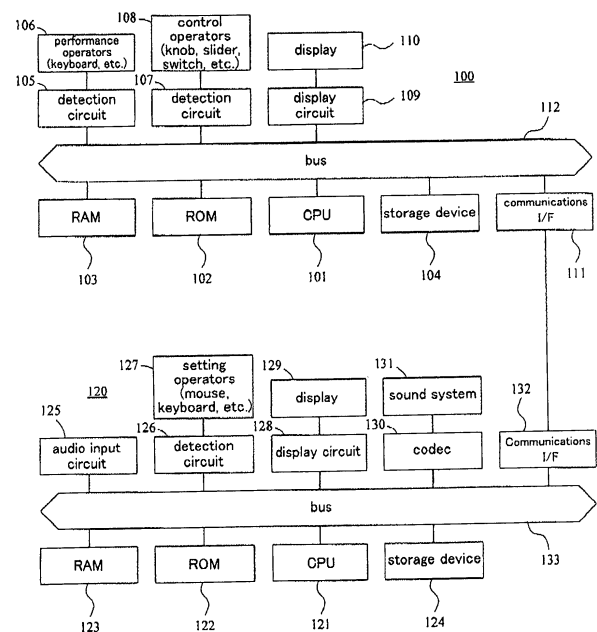 106
performance
operators
(keyboard, etc.)
108
control
operators
(knob, slider,
switch, etc.)
display
110
100
105
detection
circuit
107
detection
circuit
display
circuit
109
112
bus
RAM
ROM
CPU
storage device
communications
I/F
103
102
101
104
111
127
setting
operators
(mouse,
keyboard, etc.)
129
display
131
sound system
120
125
audio input
circuit
126
detection
circuit
128
display circuit
130
codec
132
Communications
I/F
bus
133
RAM
ROM
CPU
storage device
123
122
121
124